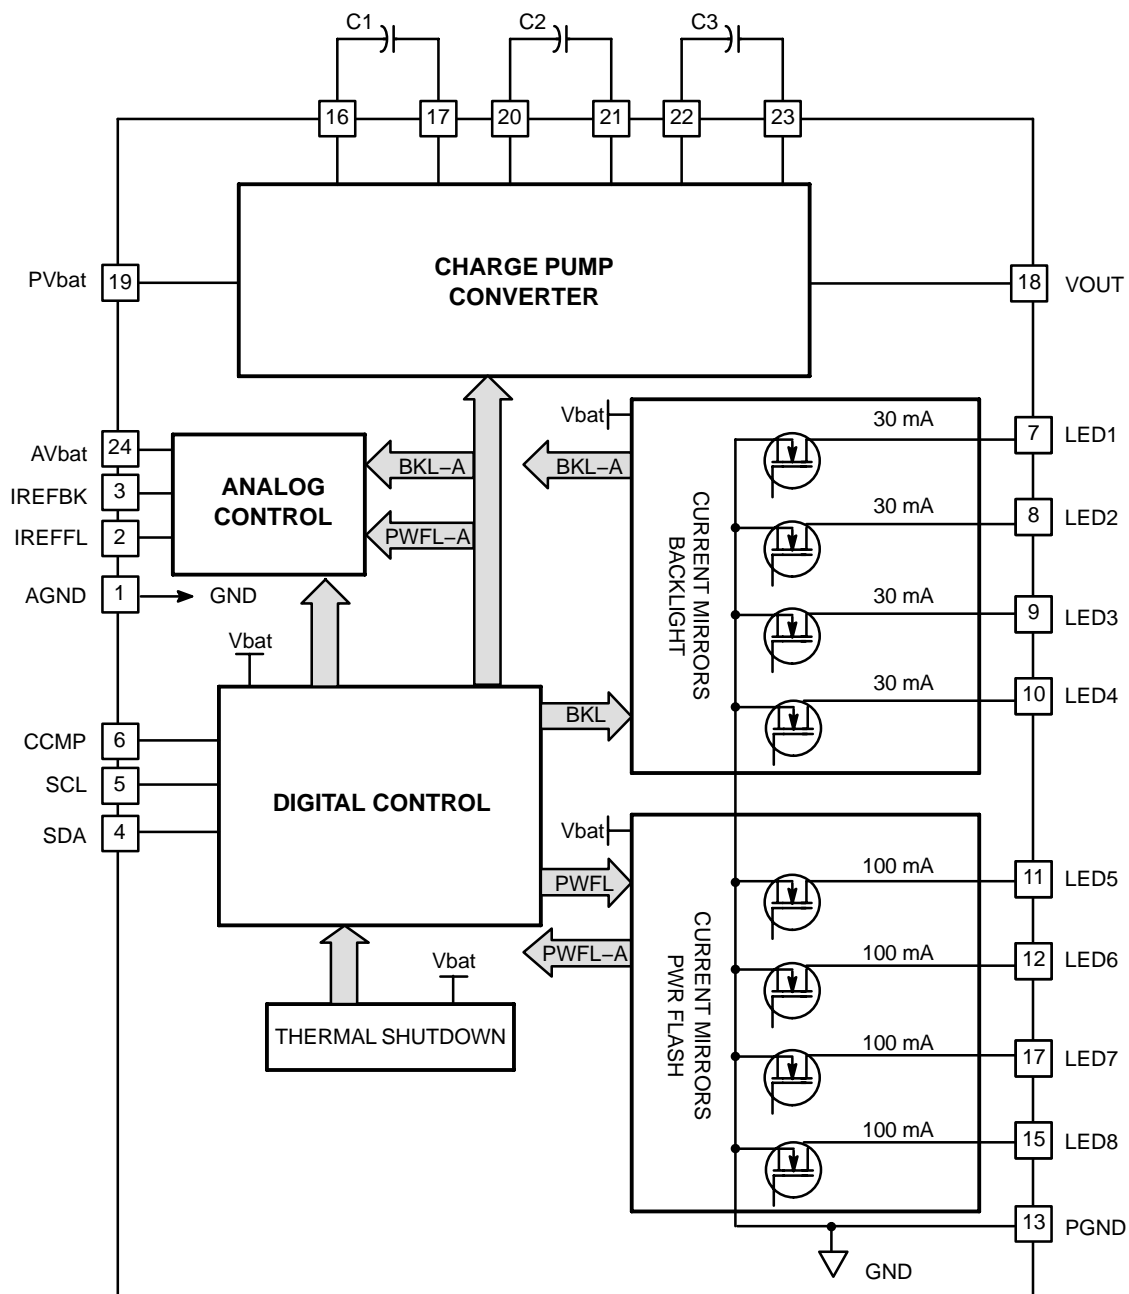 C1 C2 C3
16 17 20 21 22 23
CHARGE PUMP
CONVERTER
PVbat 19
18 VOUT
AVbat 24
IREFBK 3
IREFFL 2
AGND 1 GND
ANALOG
CONTROL
BKL–A
PWFL–A
BKL–A
Vbat
CURRENT MIRRORS
BACKLIGHT
30 mA 7 LED1
30 mA 8 LED2
30 mA 9 LED3
30 mA 10 LED4
Vbat
CCMP 6
SCL 5
SDA 4
DIGITAL CONTROL
BKL
PWFL
PWFL–A
Vbat
THERMAL SHUTDOWN
Vbat
CURRENT MIRRORS
PWR FLASH
100 mA 11 LED5
100 mA 12 LED6
100 mA 17 LED7
100 mA 15 LED8
13 PGND
GND